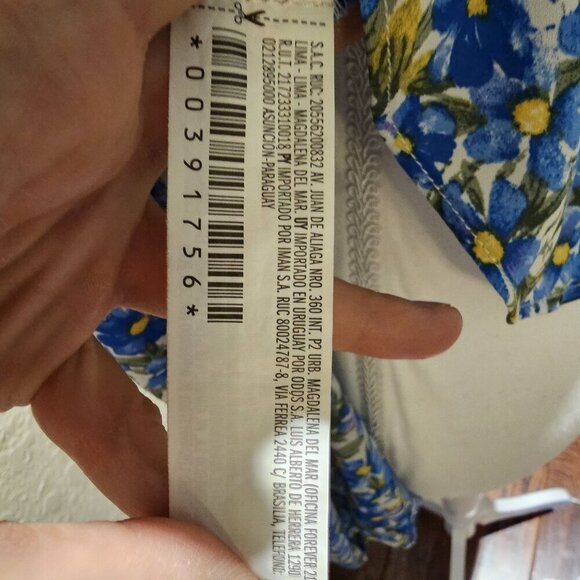 S.A.C. RUC: 20556200832 AV. JUAN DE ALIAGA NRO. 360 INT. P2 URB. MAGDALENA DEL MAR (OFICINA FOREVER 21
LIMA - LIMA - MAGDALENA DEL MAR. UY IMPORTADO EN URUGUAY POR ODDS S.A. LUIS ALBERTO DE HERRERA 1290
R.U.T. 217233310018 PY IMPORTADO POR IMAN S.A. RUC 80024787-8, VIA FERREA 2440 C/ BRASILIA, TELEFONO:
0212895000 ASUNCION-PARAGUAY
*00391756*